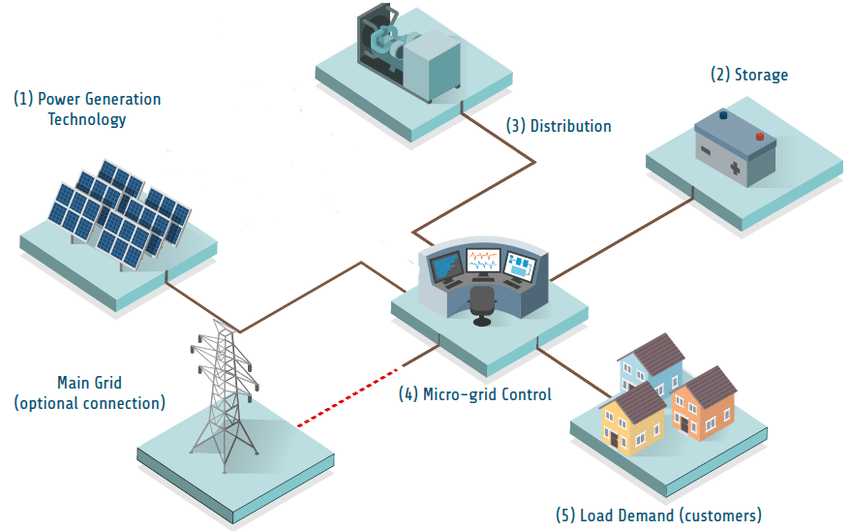 (2) Storage
(1) Power Generation
Technology
(3) Distribution
Main Grid
(optional connection)
(4) Micro-grid Control
(5) Load Demand (customers)